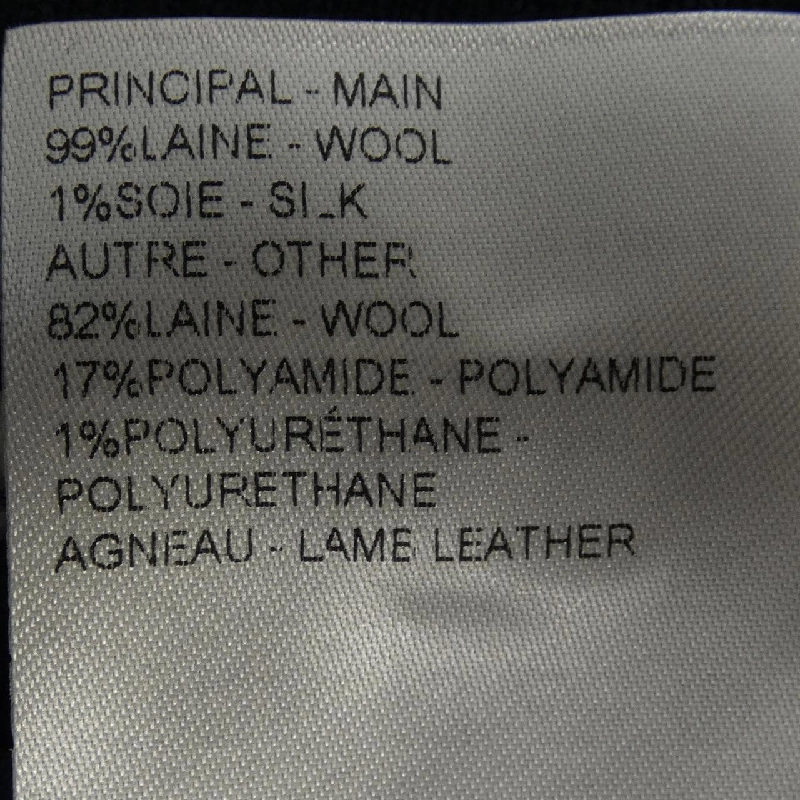 PRINCIPAL - MAIN
99%LAINE - WOOL
1%SOIE - SILK
AUTRE - OTHER
82%LAINE - WOOL
17%POLYAMIDE - POLYAMIDE
1%POLYURÉTHANE -
POLYURETHANE
AGNEAU - LAME LEATHER